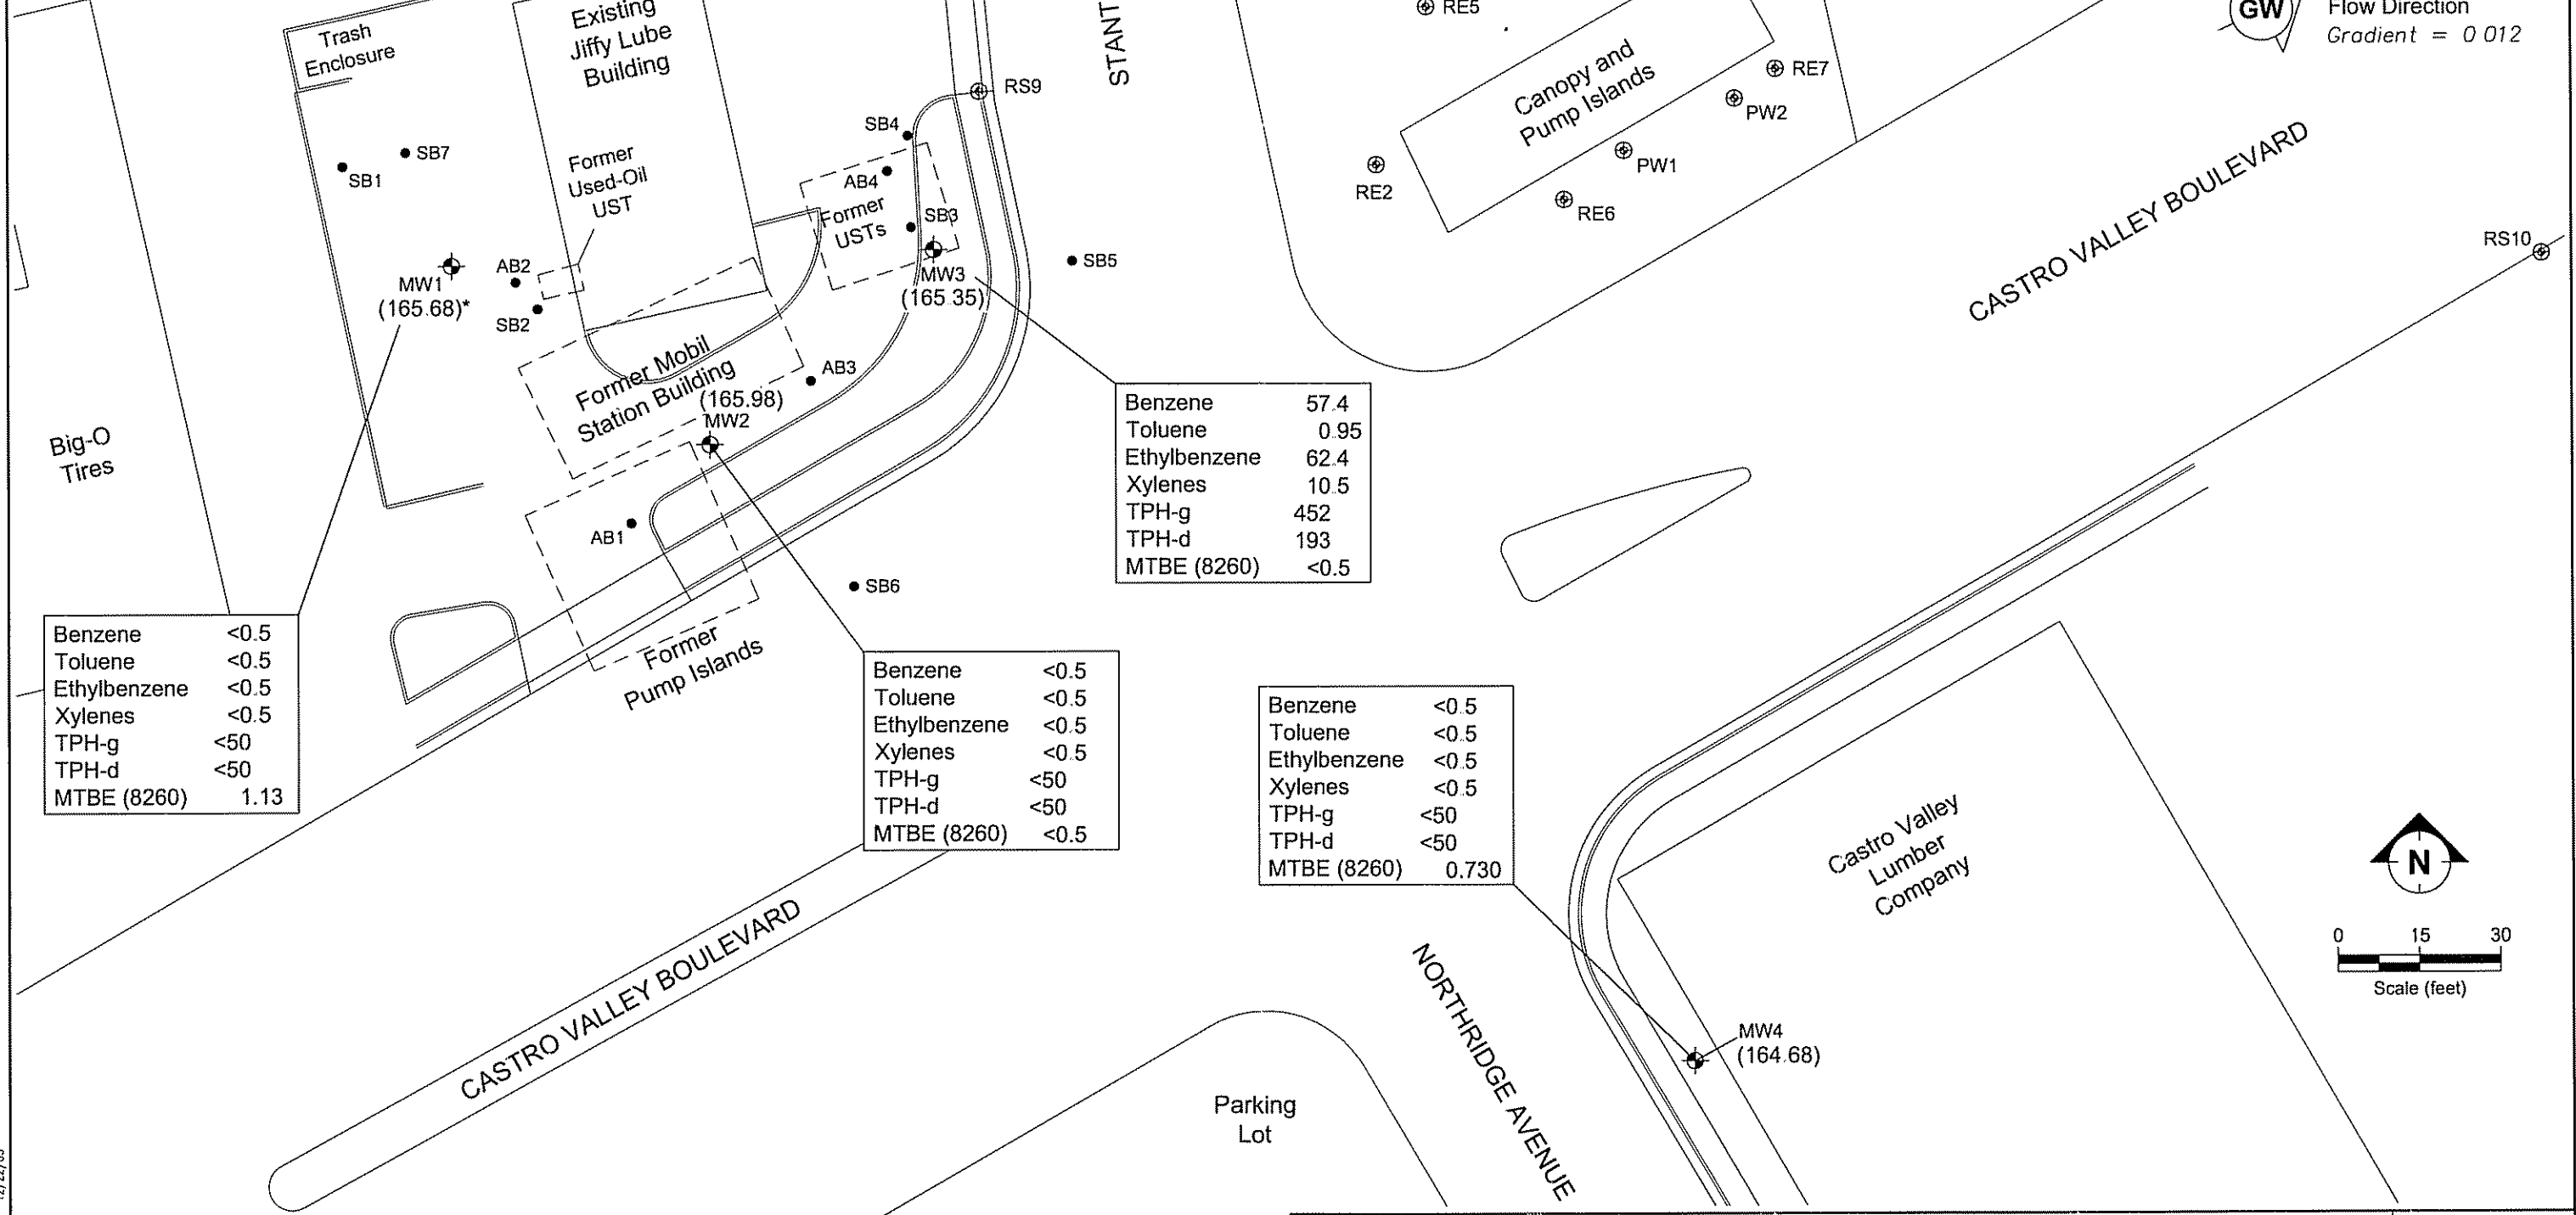 Trash
Enclosure
Existing
Jiffy Lube
Building
STANT
RE5
Canopy and
Pump Islands
GW
Flow Direction
Gradient = 0 012
RE7
PW2
PW1
RE2
RE6
RS9
SB4
AB4
SB3
Former
USTs
MW3
(165.35)
SB5
SB7
SB1
Former
Used-Oil
UST
MW1
(165.68)*
AB2
SB2
CASTRO VALLEY BOULEVARD
RS10
Former Mobil
Station Building
AB3
(165.98)
MW2
Big-O
Tires
AB1
SB6
Former
Pump Islands
Benzene 57.4
Toluene 0.95
Ethylbenzene 62.4
Xylenes 10.5
TPH-g 452
TPH-d 193
MTBE (8260) <0.5
Benzene <0.5
Toluene <0.5
Ethylbenzene <0.5
Xylenes <0.5
TPH-g <50
TPH-d <50
MTBE (8260) 1.13
Benzene <0.5
Toluene <0.5
Ethylbenzene <0.5
Xylenes <0.5
TPH-g <50
TPH-d <50
MTBE (8260) <0.5
Benzene <0.5
Toluene <0.5
Ethylbenzene <0.5
Xylenes <0.5
TPH-g <50
TPH-d <50
MTBE (8260) 0.730
Castro Valley
Lumber
Company
N
0 15 30
Scale (feet)
CASTRO VALLEY BOULEVARD
NORTHRIDGE AVENUE
MW4
(164.68)
Parking
Lot